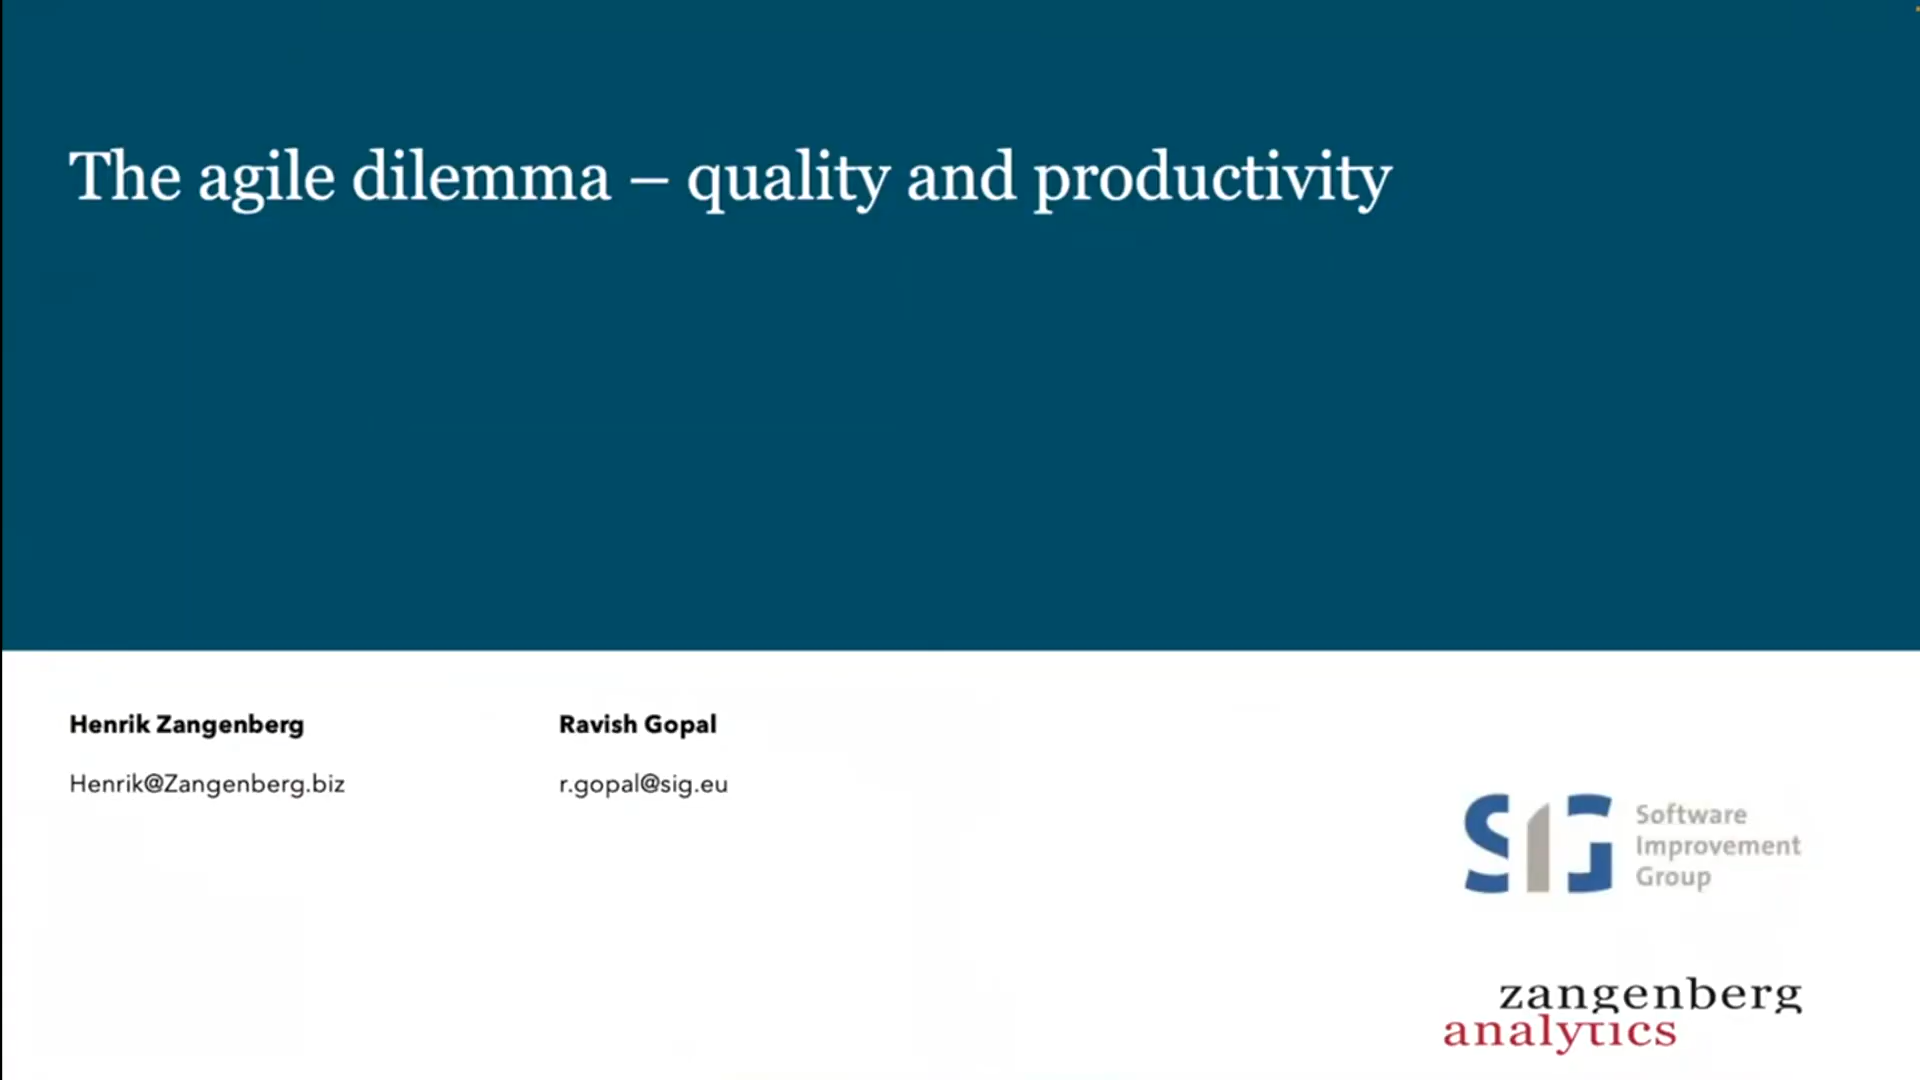 The agile dilemma – quality and productivity
Henrik Zangenberg
Henrik@Zangenberg.biz
Ravish Gopal
r.gopal@sig.eu
SIG
Software
Improvement
Group
zangenberg
analytics